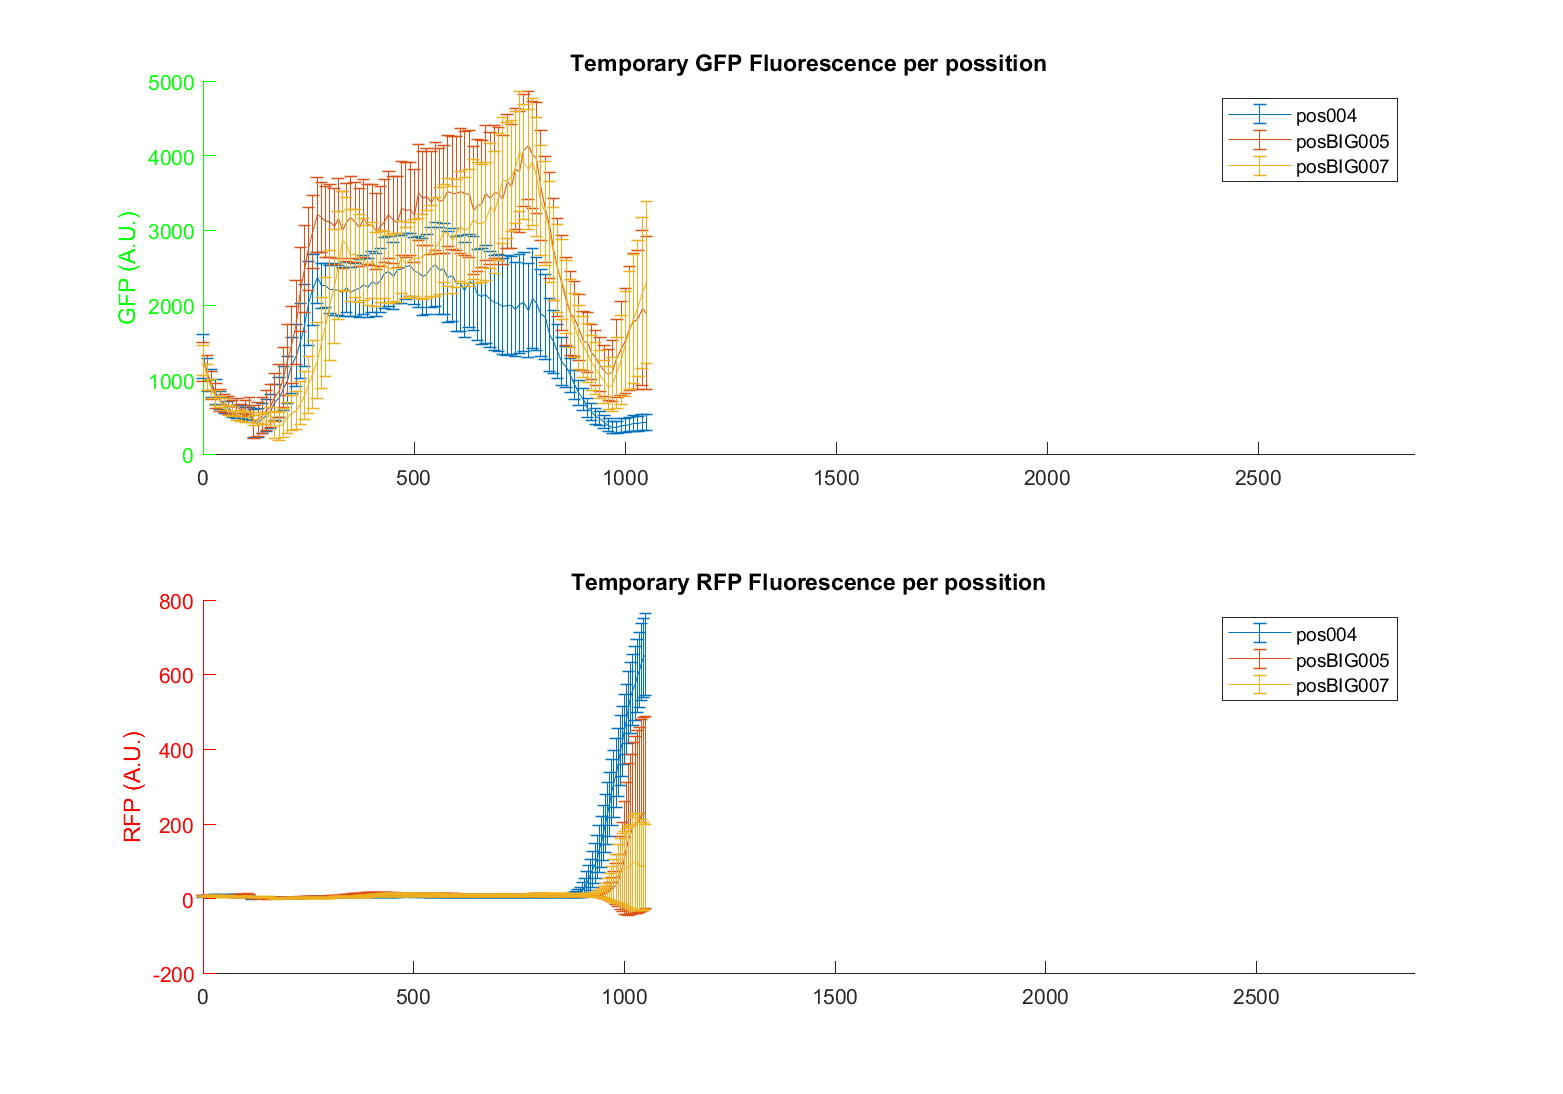 Temporary GFP Fluorescence per possition
5000
4000
3000
2000
1000
0
GFP (A.U.)
0 500 1000 1500 2000 2500
pos004
posBIG005
posBIG007
Temporary RFP Fluorescence per possition
800
600
400
200
0
-200
RFP (A.U.)
0 500 1000 1500 2000 2500
pos004
posBIG005
posBIG007